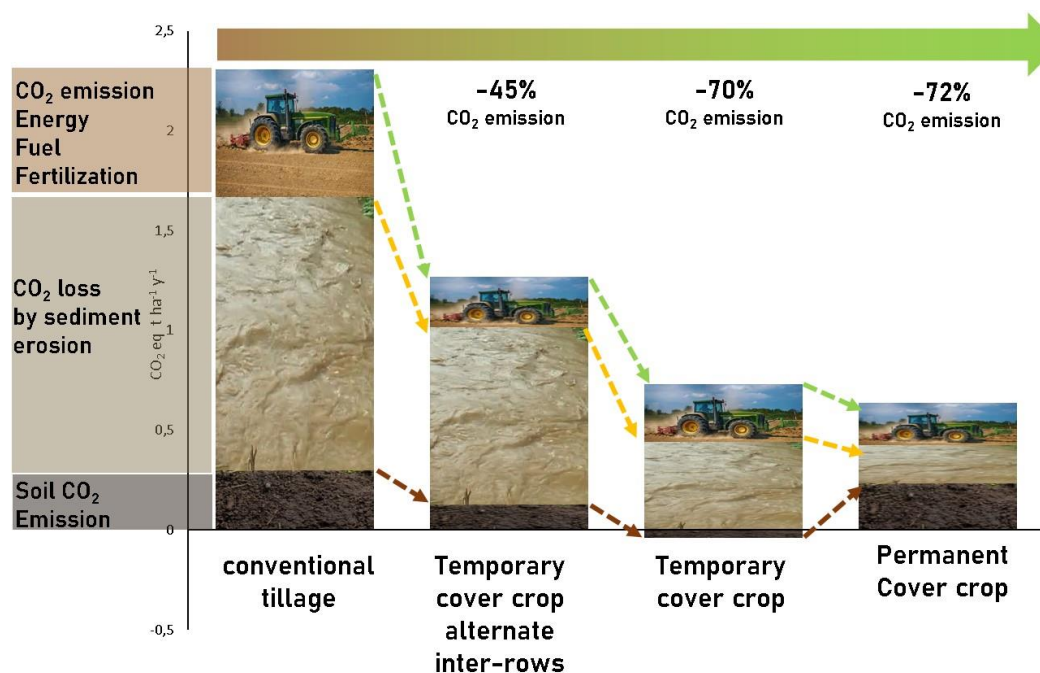 2,5
2
1,5
1
0,5
0
-0,5
CO₂ eq t ha⁻¹ y⁻¹
CO₂ emission
Energy
Fuel
Fertilization
CO₂ loss
by sediment
erosion
Soil CO₂
Emission
-45%
CO₂ emission
-70%
CO₂ emission
-72%
CO₂ emission
conventional
tillage
Temporary
cover crop
alternate
inter-rows
Temporary
cover crop
Permanent
Cover crop